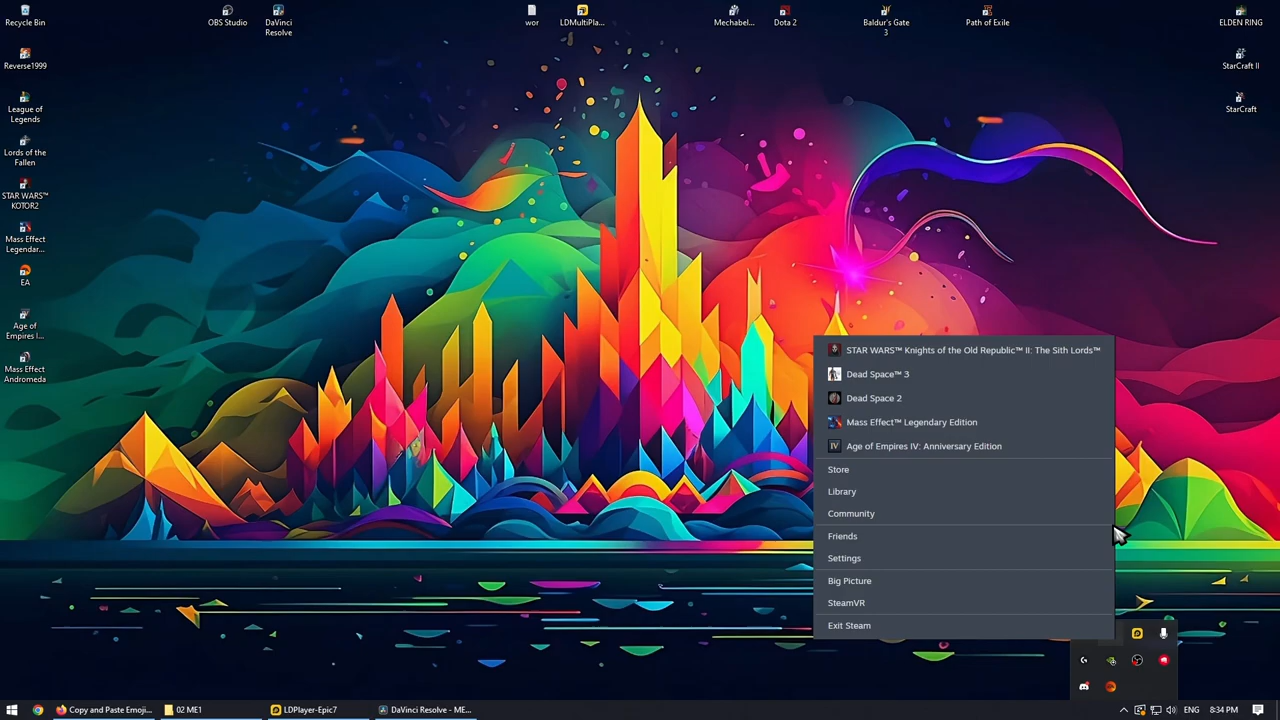 Recycle Bin
OBS Studio
DaVinci
Resolve
wor
LDMultiPla...
Mechabel...
Dota 2
Baldur's Gate
3
Path of Exile
ELDEN RING
Reverse1999
StarCraft II
League of
Legends
StarCraft
Lords of the
Fallen
STAR WARS™
KOTOR2
Mass Effect
Legendar...
EA
Age of
Empires I...
Mass Effect
Andromeda
STAR WARS™ Knights of the Old Republic™ II: The Sith Lords™
Dead Space™ 3
Dead Space 2
Mass Effect™ Legendary Edition
IV Age of Empires IV: Anniversary Edition
Store
Library
Community
Friends
Settings
Big Picture
SteamVR
Exit Steam
Copy and Paste Emoji...
02 ME1
LDPlayer-Epic7
DaVinci Resolve - ME...
ENG
8:34 PM